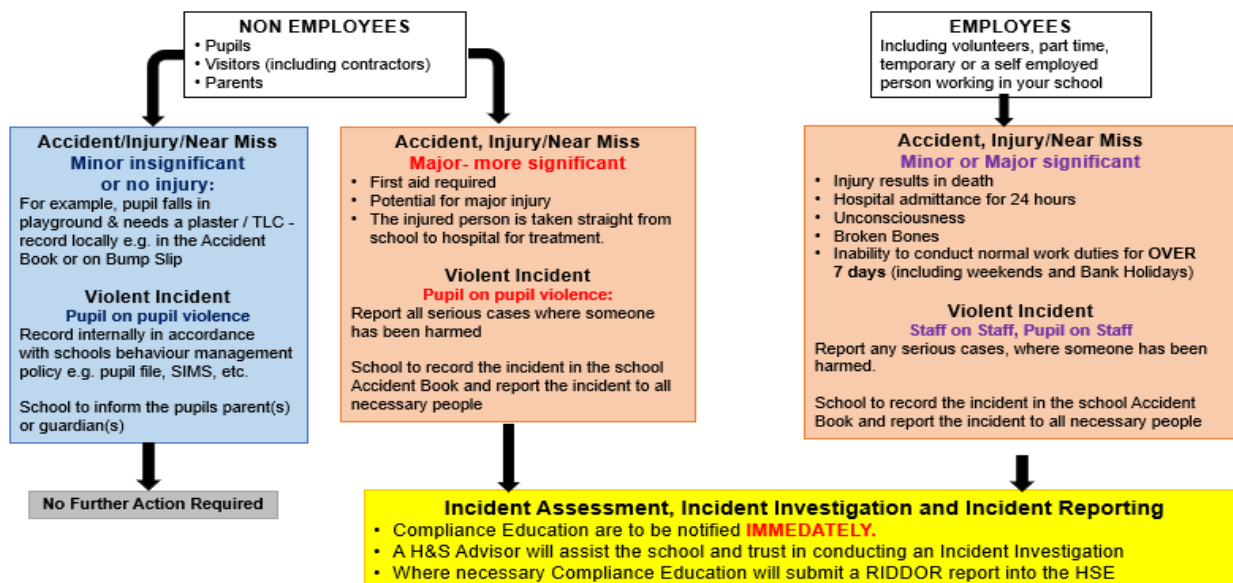 NON EMPLOYEES
• Pupils
• Visitors (including contractors)
• Parents
EMPLOYEES
Including volunteers, part time,
temporary or a self employed
person working in your school
Accident/Injury/Near Miss
Minor insignificant
or no injury:
For example, pupil falls in
playground & needs a plaster / TLC -
record locally e.g. in the Accident
Book or on Bump Slip
Violent Incident
Pupil on pupil violence
Record internally in accordance
with schools behaviour management
policy e.g. pupil file, SIMS, etc.
School to inform the pupils parent(s)
or guardian(s)
No Further Action Required
Accident, Injury/Near Miss
Major- more significant
• First aid required
• Potential for major injury
• The injured person is taken straight from
school to hospital for treatment.
Violent Incident
Pupil on pupil violence:
Report all serious cases where someone
has been harmed
School to record the incident in the school
Accident Book and report the incident to all
necessary people
Accident, Injury/Near Miss
Minor or Major significant
• Injury results in death
• Hospital admittance for 24 hours
• Unconsciousness
• Broken Bones
• Inability to conduct normal work duties for OVER
7 days (including weekends and Bank Holidays)
Violent Incident
Staff on Staff, Pupil on Staff
Report any serious cases, where someone has been
harmed.
School to record the incident in the school Accident
Book and report the incident to all necessary people
Incident Assessment, Incident Investigation and Incident Reporting
• Compliance Education are to be notified IMMEDIATELY.
• A H&S Advisor will assist the school and trust in conducting an Incident Investigation
• Where necessary Compliance Education will submit a RIDDOR report into the HSE